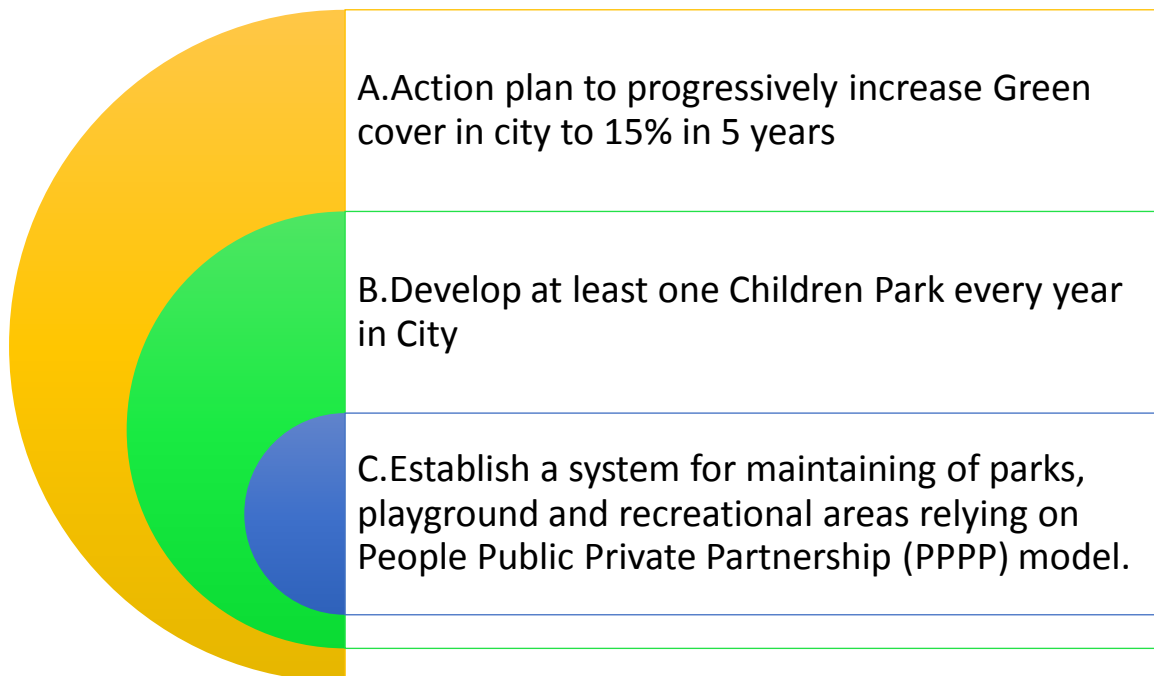 A.Action plan to progressively increase Green
cover in city to 15% in 5 years
B.Develop at least one Children Park every year
in City
C.Establish a system for maintaining of parks,
playground and recreational areas relying on
People Public Private Partnership (PPPP) model.